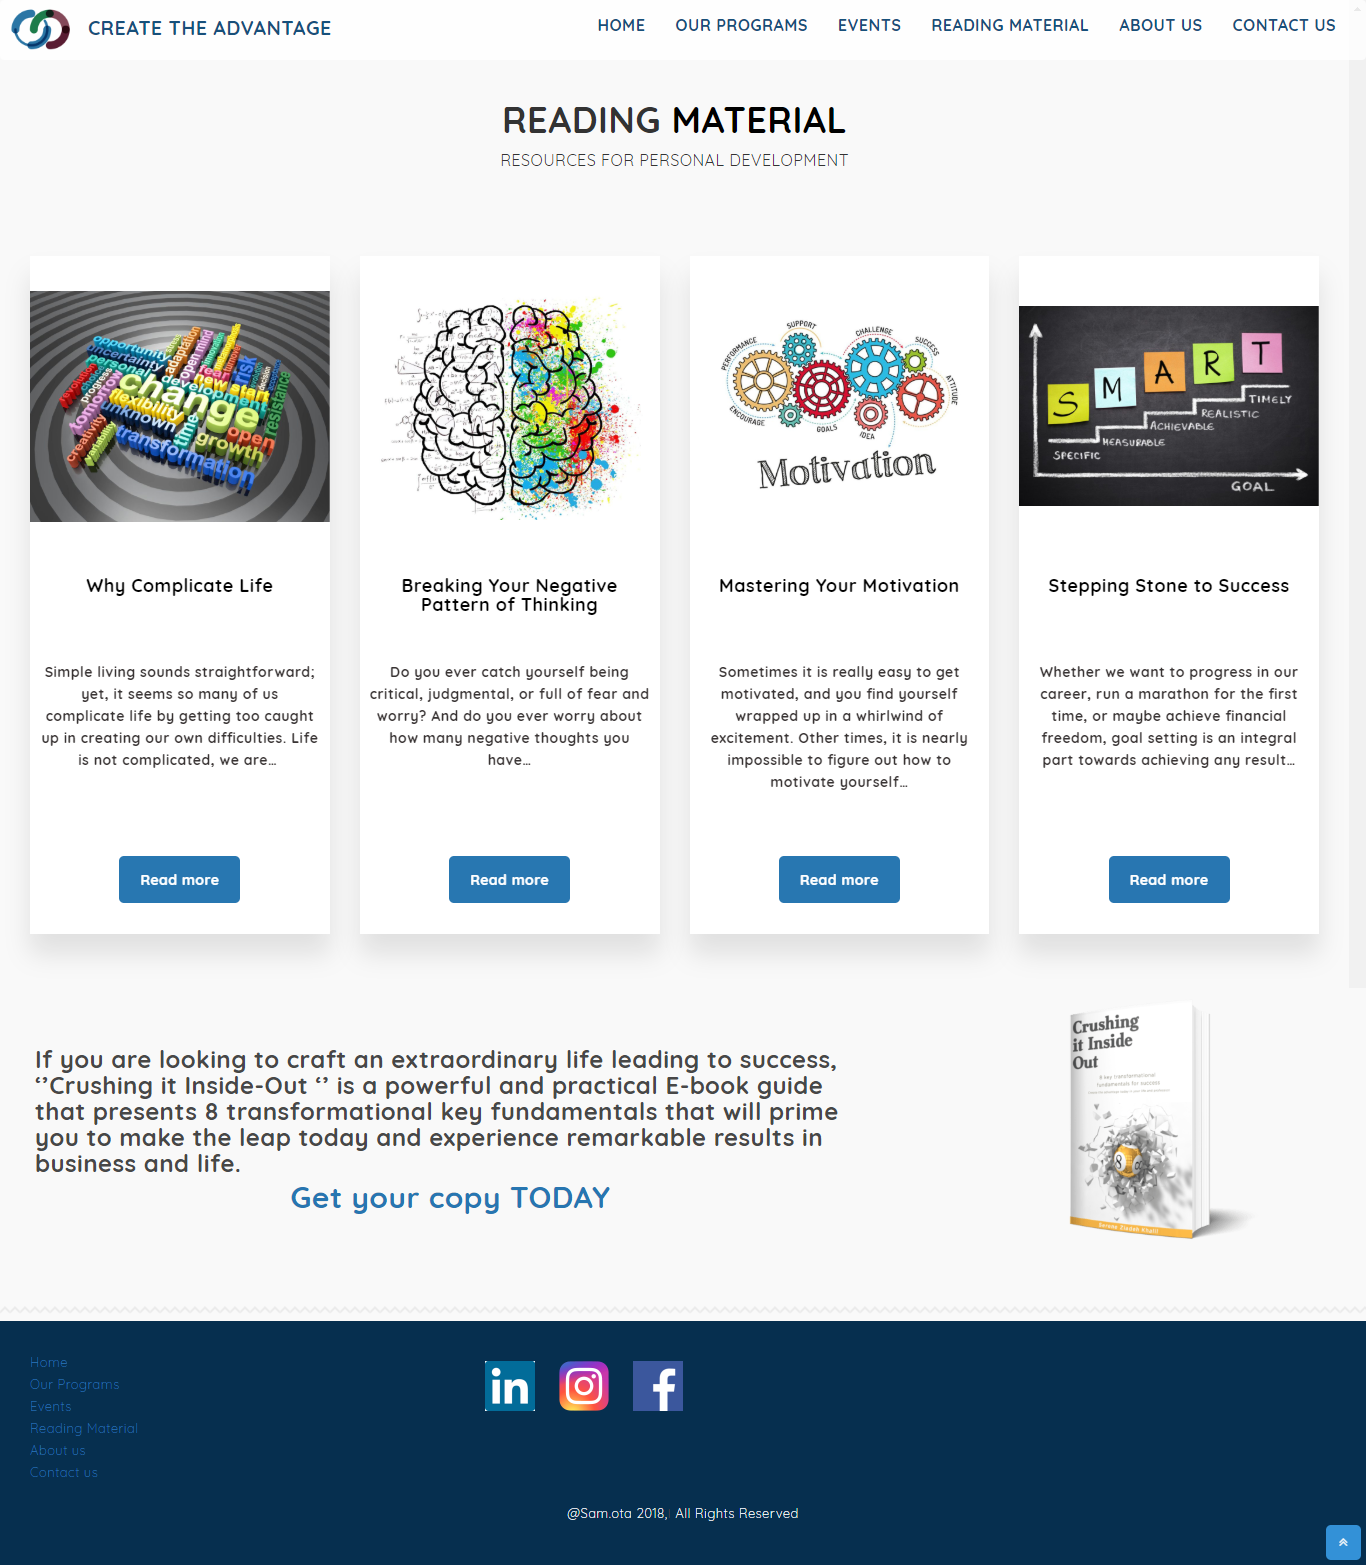 CREATE THE ADVANTAGE
HOME OUR PROGRAMS EVENTS READING MATERIAL ABOUT US CONTACT US
READING MATERIAL
RESOURCES FOR PERSONAL DEVELOPMENT
opportunity
uncertainty
personal
progress
tomorrow
change
development
flexibility
unknown
transformation
creativity
time
growth
open
risk
resistance
adaptation
open mind
new start
PERFORMANCE
SUPPORT
CHALLENGE
SUCCESS
ATTITUDE
ENCOURAGE
GOALS
IDEA
Motivation
S M A R T
TIMELY
REALISTIC
ACHIEVABLE
MEASURABLE
SPECIFIC
GOAL
Why Complicate Life
Simple living sounds straightforward;
yet, it seems so many of us
complicate life by getting too caught
up in creating our own difficulties. Life
is not complicated, we are...
Read more
Breaking Your Negative
Pattern of Thinking
Do you ever catch yourself being
critical, judgmental, or full of fear and
worry? And do you ever worry about
how many negative thoughts you
have...
Read more
Mastering Your Motivation
Sometimes it is really easy to get
motivated, and you find yourself
wrapped up in a whirlwind of
excitement. Other times, it is nearly
impossible to figure out how to
motivate yourself...
Read more
Stepping Stone to Success
Whether we want to progress in our
career, run a marathon for the first
time, or maybe achieve financial
freedom, goal setting is an integral
part towards achieving any result...
Read more
If you are looking to craft an extraordinary life leading to success,
‘’Crushing it Inside-Out ‘’ is a powerful and practical E-book guide
that presents 8 transformational key fundamentals that will prime
you to make the leap today and experience remarkable results in
business and life.
Get your copy TODAY
Crushing
it Inside
Out
8 key transformational
fundamentals for success
8
Home
Our Programs
Events
Reading Material
About us
Contact us
in
f
@Sam.ota 2018, All Rights Reserved